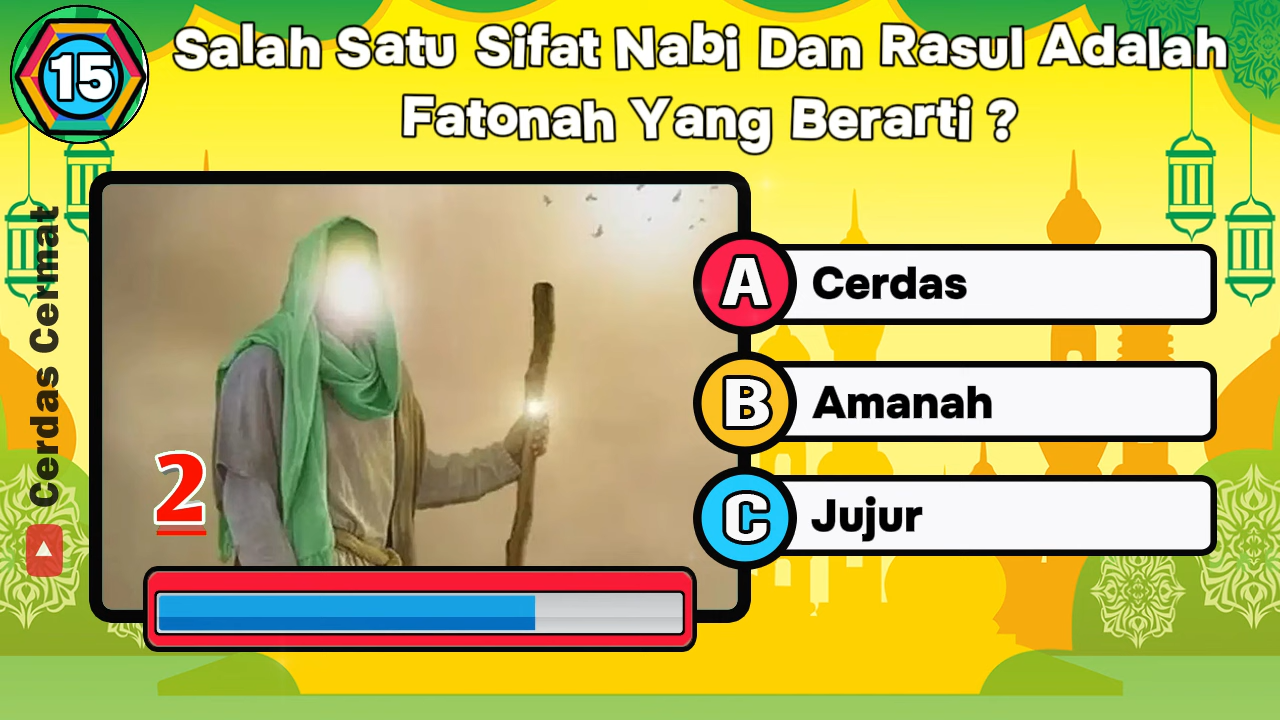 15
Salah Satu Sifat Nabi Dan Rasul Adalah
Fatonah Yang Berarti ?
Cerdas Cermat
A Cerdas
B Amanah
C Jujur
2